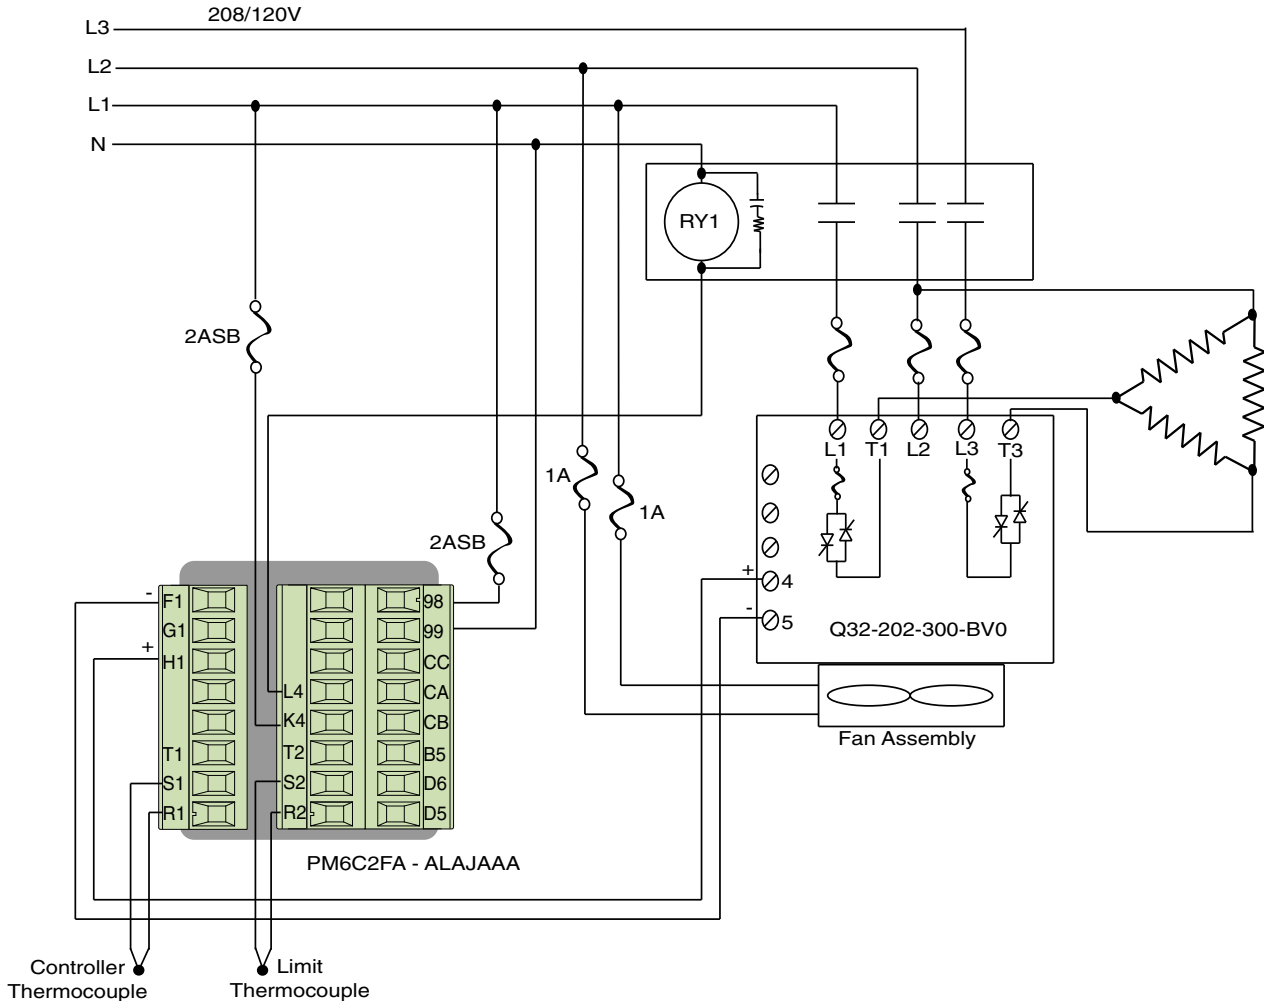 208/120V
L3
L2
L1
N
RY1
2ASB
1A
1A
2ASB
L1 T1 L2 L3 T3
+ 4
- 5
Q32-202-300-BV0
Fan Assembly
- F1
G1
+ H1
T1
S1
R1
L4
K4
T2
S2
R2
98
99
CC
CA
CB
B5
D6
D5
PM6C2FA - ALAJAAA
Controller
Thermocouple
Limit
Thermocouple